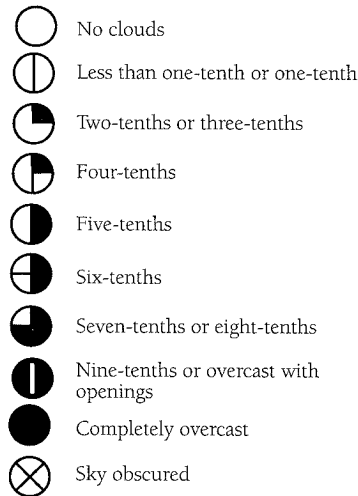 No clouds
Less than one-tenth or one-tenth
Two-tenths or three-tenths
Four-tenths
Five-tenths
Six-tenths
Seven-tenths or eight-tenths
Nine-tenths or overcast with
openings
Completely overcast
Sky obscured